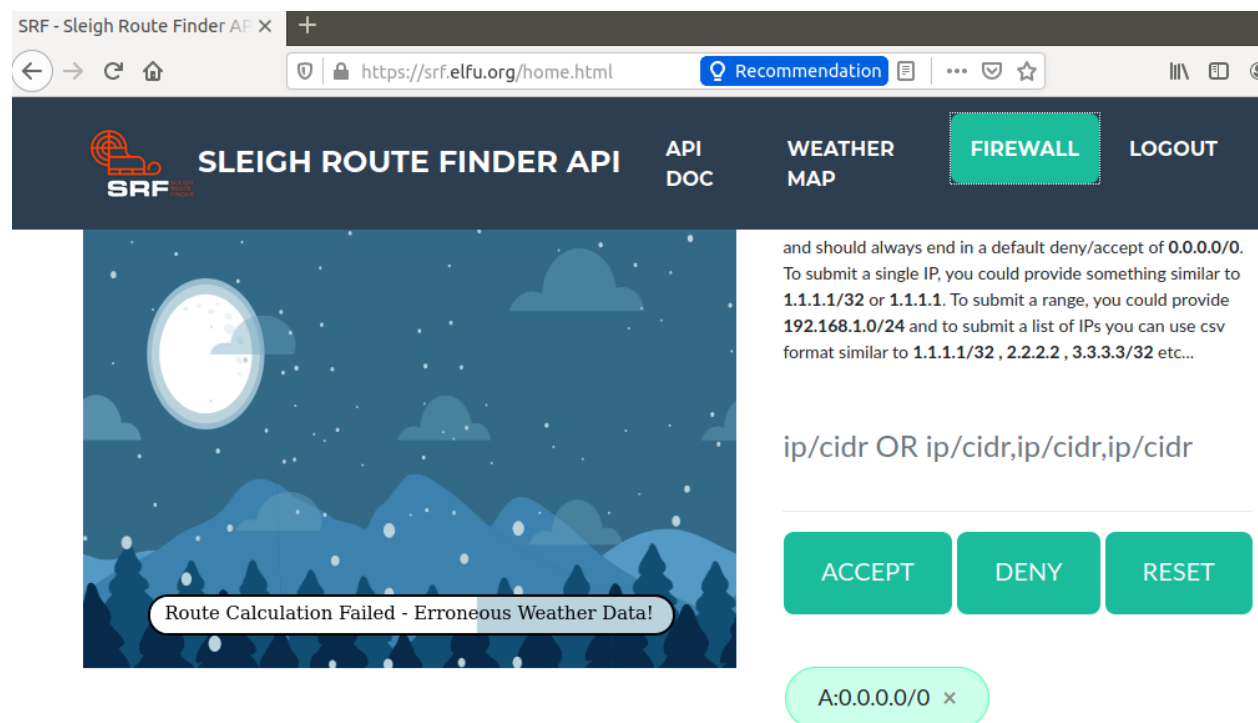 SRF - Sleigh Route Finder AP
https://srf.elfu.org/home.html
Recommendation
SRF
SLEIGH ROUTE FINDER API
API DOC
WEATHER MAP
FIREWALL
LOGOUT
and should always end in a default deny/accept of 0.0.0.0/0.
To submit a single IP, you could provide something similar to
1.1.1.1/32 or 1.1.1.1. To submit a range, you could provide
192.168.1.0/24 and to submit a list of IPs you can use csv
format similar to 1.1.1.1/32 , 2.2.2.2 , 3.3.3.3/32 etc...
ip/cidr OR ip/cidr,ip/cidr,ip/cidr
ACCEPT
DENY
RESET
Route Calculation Failed - Erroneous Weather Data!
A:0.0.0.0/0 ×